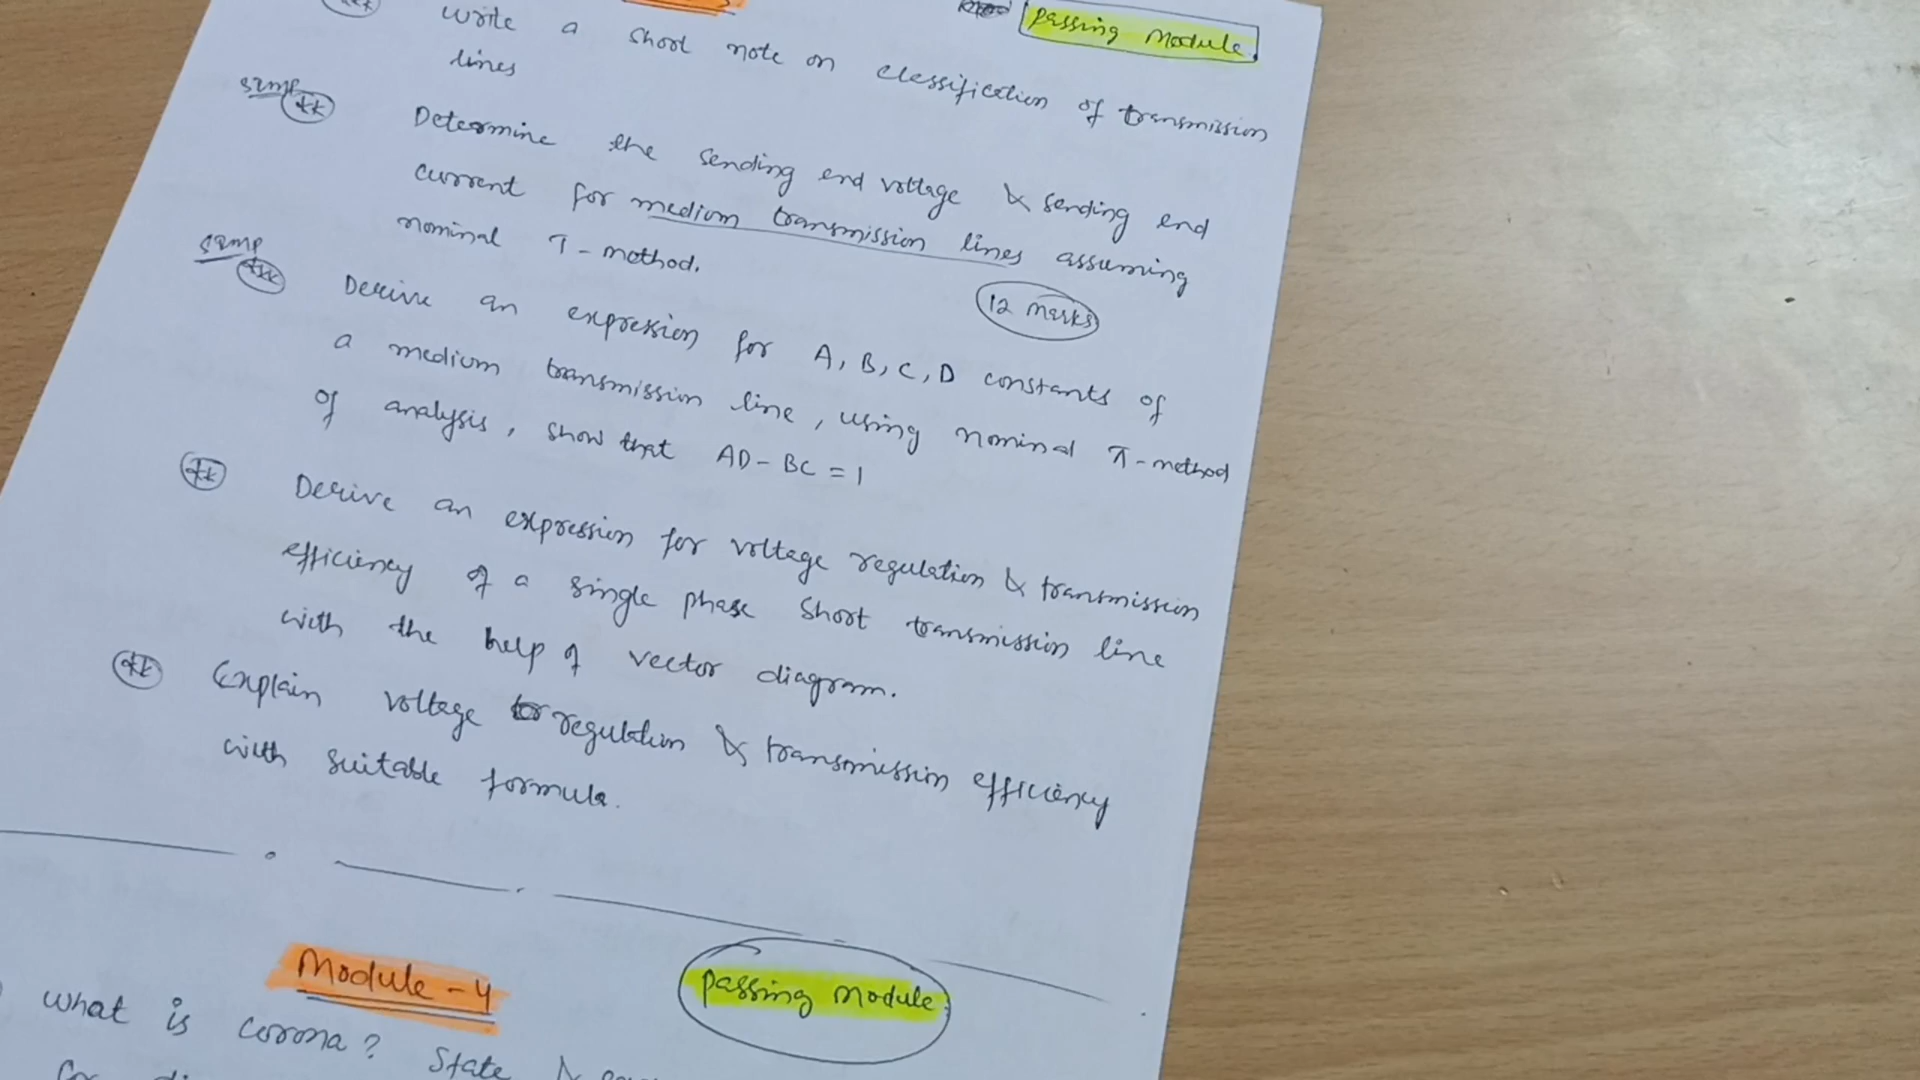 Passing Module.
Write a short note on classification of transmission
lines
Determine the sending end voltage & sending end
current for medium transmission lines assuming
nominal T-method.
12 marks
Derive an expression for A, B, C, D constants of
a medium transmission line, using nominal π-method
of analysis, show that AD-BC=1
** Derive an expression for voltage regulation & transmission
efficiency of a single phase short transmission line
with the help of vector diagram.
** Explain voltage regulation & transmission efficiency
with suitable formula.
Module-4
Passing Module
What is corona? State &